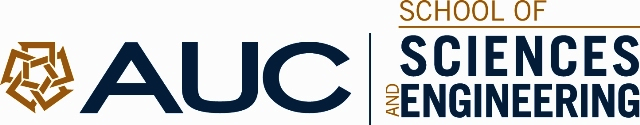 AUC
SCHOOL OF
SCIENCES
AND ENGINEERING